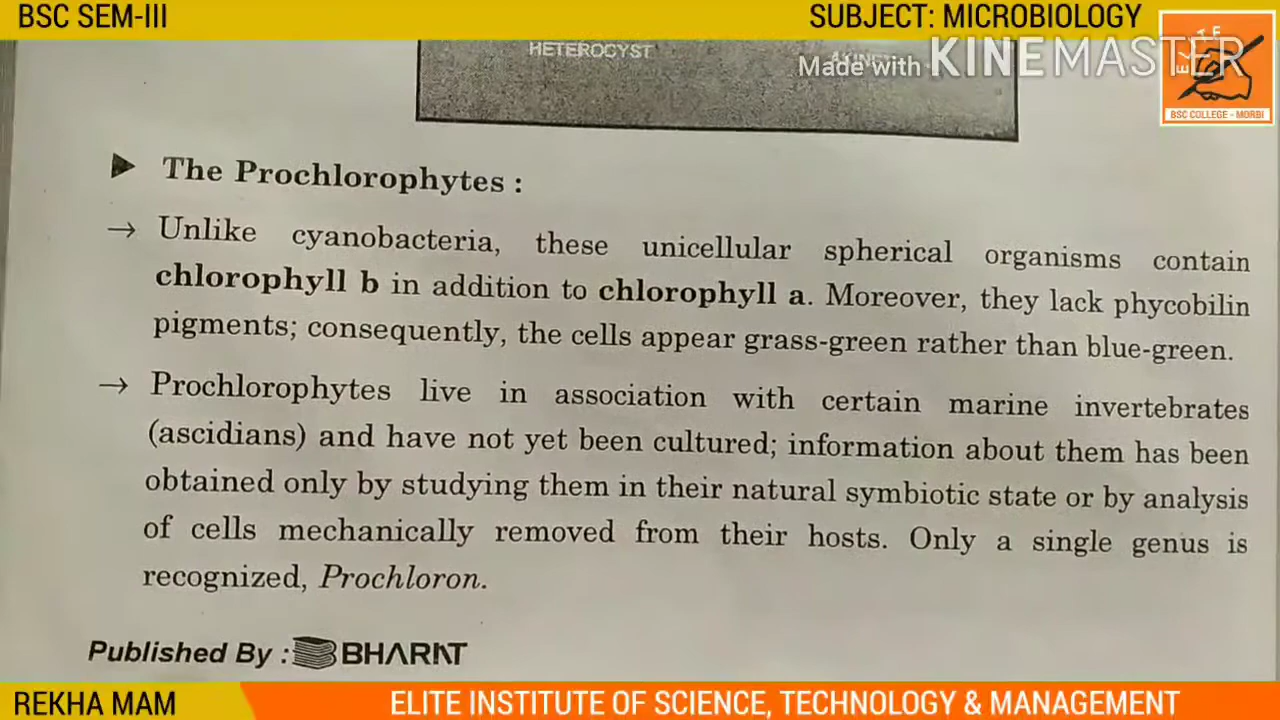 BSC SEM-III
SUBJECT: MICROBIOLOGY
HETEROCYST
Made with KINEMASTER
BSC COLLEGE - MORBI
The Prochlorophytes :
→ Unlike cyanobacteria, these unicellular spherical organisms contain
chlorophyll b in addition to chlorophyll a. Moreover, they lack phycobilin
pigments; consequently, the cells appear grass-green rather than blue-green.
→ Prochlorophytes live in association with certain marine invertebrates
(ascidians) and have not yet been cultured; information about them has been
obtained only by studying them in their natural symbiotic state or by analysis
of cells mechanically removed from their hosts. Only a single genus is
recognized, Prochloron.
Published By : BHARAT
REKHA MAM
ELITE INSTITUTE OF SCIENCE, TECHNOLOGY & MANAGEMENT